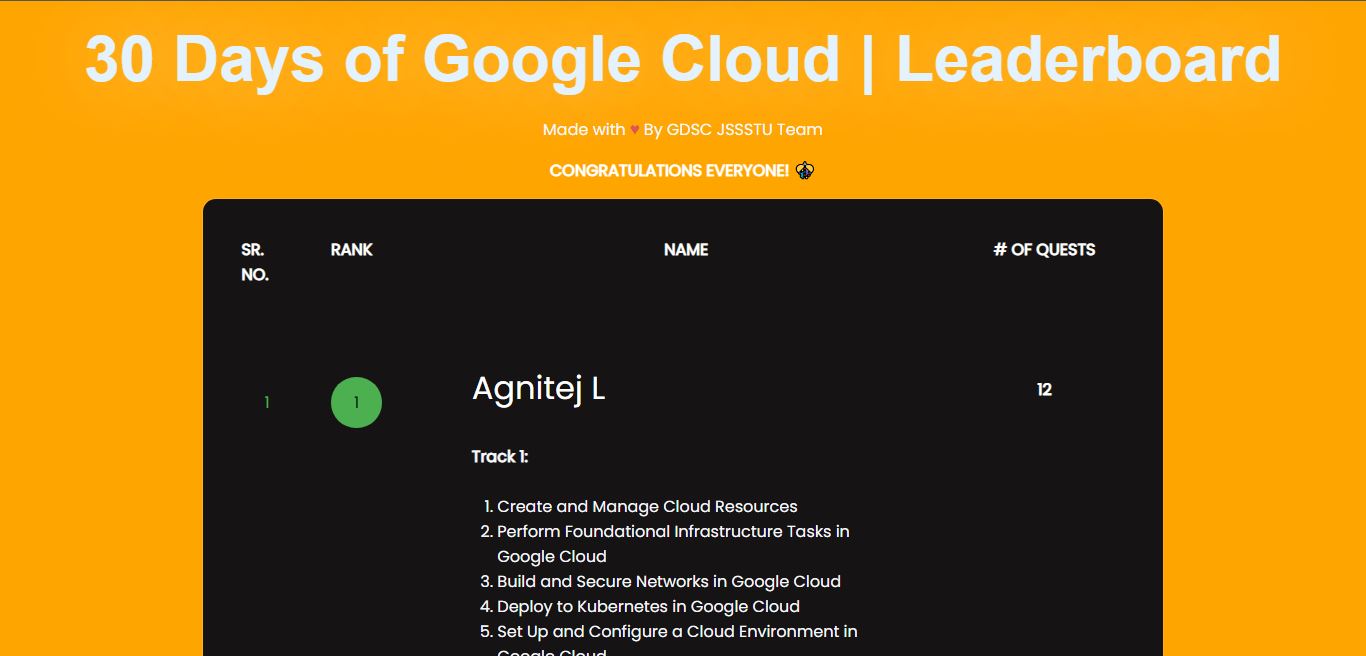 30 Days of Google Cloud | Leaderboard
Made with ♥ By GDSC JSSSTU Team
CONGRATULATIONS EVERYONE!
SR. NO.
RANK
NAME
# OF QUESTS
1
1
Agnitej L
12
Track 1:
1. Create and Manage Cloud Resources
2. Perform Foundational Infrastructure Tasks in
Google Cloud
3. Build and Secure Networks in Google Cloud
4. Deploy to Kubernetes in Google Cloud
5. Set Up and Configure a Cloud Environment in
Google Cloud